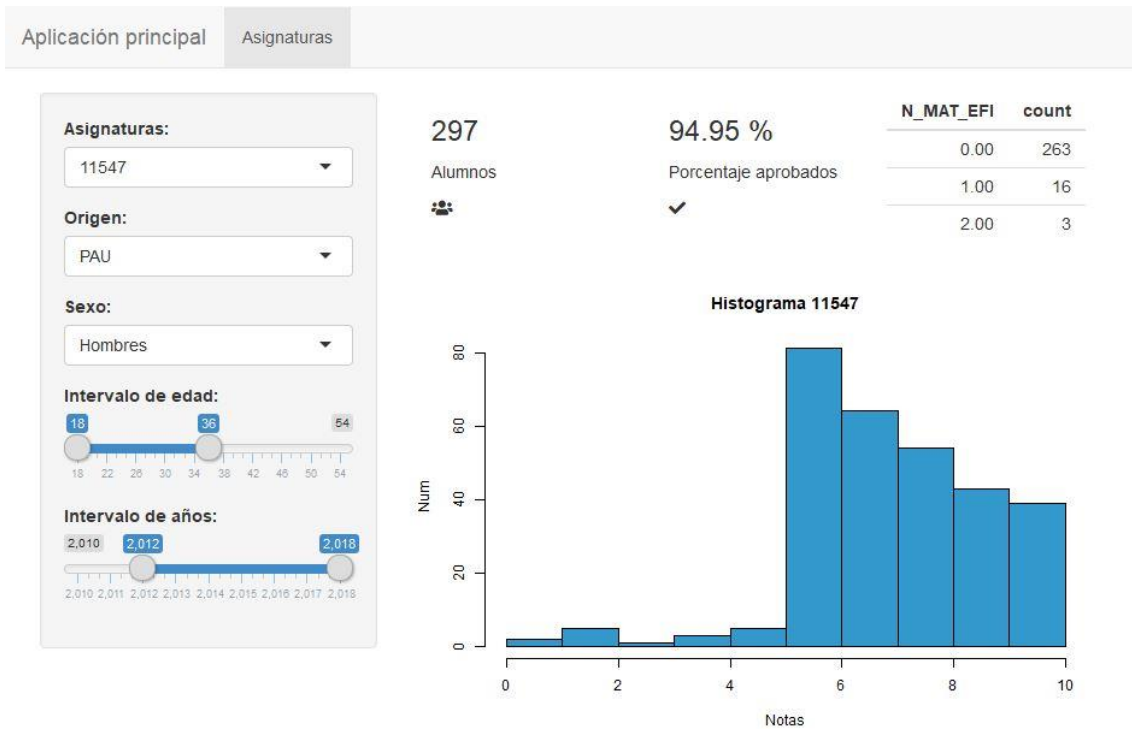 Aplicación principal Asignaturas
Asignaturas:
11547
Origen:
PAU
Sexo:
Hombres
Intervalo de edad:
18 36 54
18 22 26 30 34 38 42 46 50 54
Intervalo de años:
2,010 2,012 2,018
2,010 2,011 2,012 2,013 2,014 2,015 2,016 2,017 2,018
297
Alumnos
94.95 %
Porcentaje aprobados
N_MAT_EFI count
0.00 263
1.00 16
2.00 3
Histograma 11547
80
60
40
20
0
Num
0 2 4 6 8 10
Notas